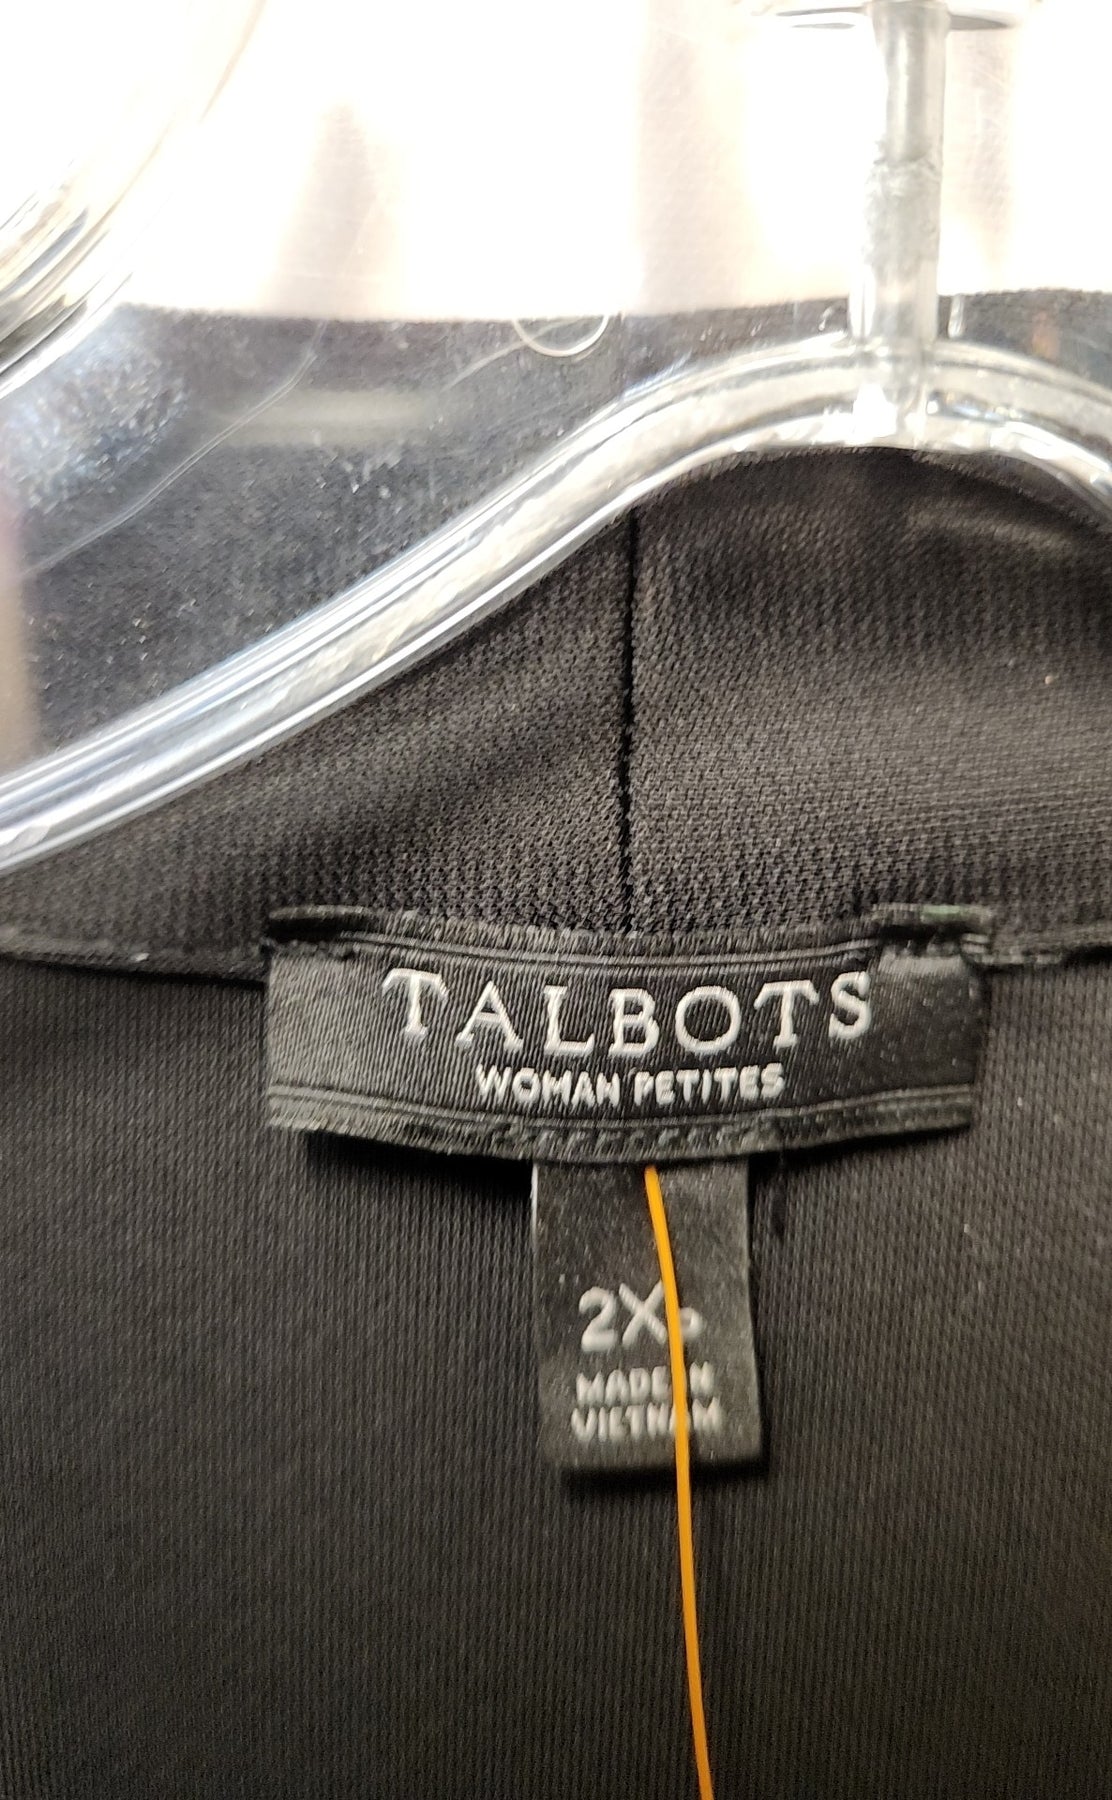 TALBOTS
WOMAN PETITES
2X
MADE IN
VIETNAM